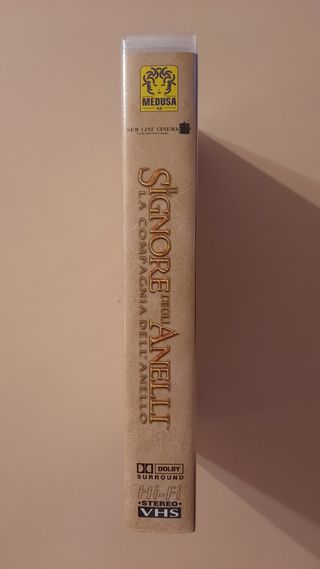 MEDUSA
NEW LINE CINEMA
IL SIGNORE DEGLI ANELLI
LA COMPAGNIA DELL'ANELLO
DOLBY
SURROUND
Hi-Fi
•STEREO•
VHS